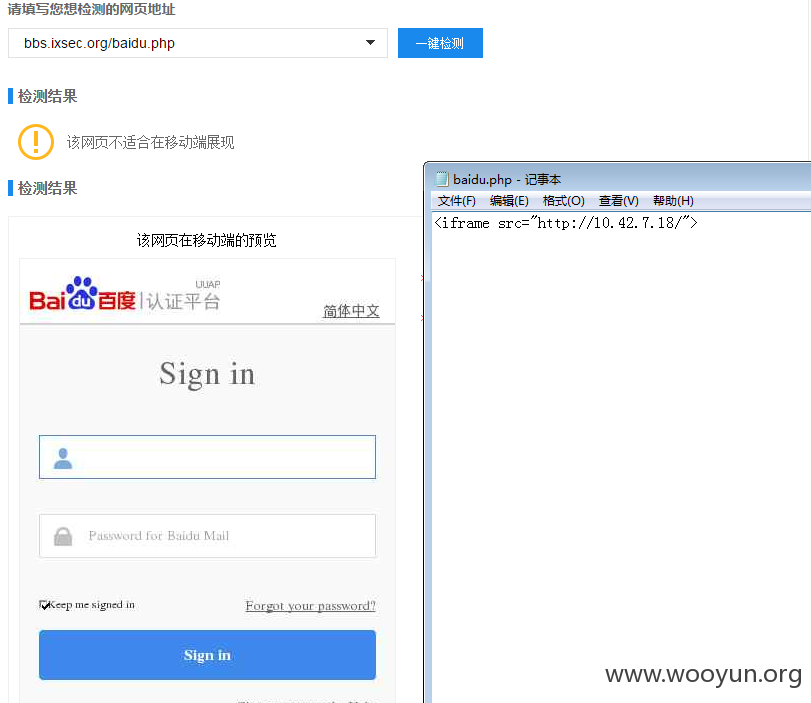 请填写您想检测的网页地址
bbs.ixsec.org/baidu.php
一键检测
检测结果
该网页不适合在移动端展现
检测结果
该网页在移动端的预览
Bai du 百度 认证平台
UUAP
简体中文
Sign in
Password for Baidu Mail
Keep me signed in
Forgot your password?
Sign in
baidu.php - 记事本
文件(F) 编辑(E) 格式(O) 查看(V) 帮助(H)
<iframe src="http://10.42.7.18/">
www.wooyun.org